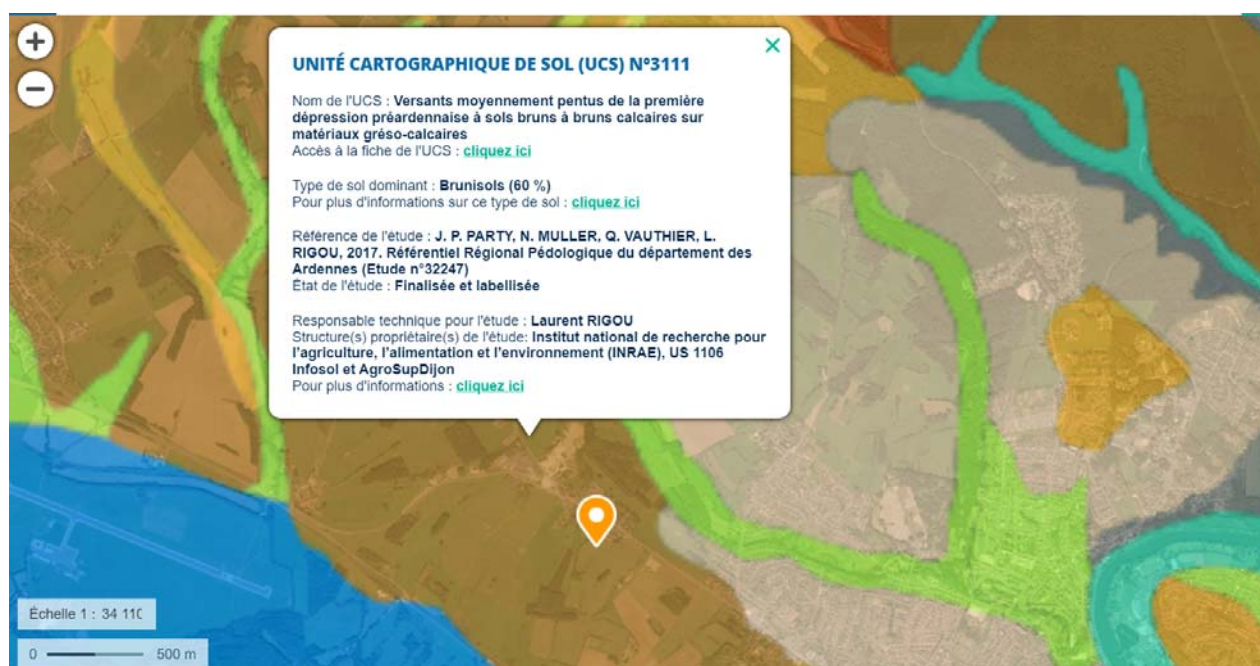 +
−
×
UNITÉ CARTOGRAPHIQUE DE SOL (UCS) N°3111
Nom de l'UCS : Versants moyennement pentus de la première
dépression préardennaise à sols bruns à bruns calcaires sur
matériaux gréso-calcaires
Accès à la fiche de l'UCS : cliquez ici
Type de sol dominant : Brunisols (60 %)
Pour plus d'informations sur ce type de sol : cliquez ici
Référence de l'étude : J. P. PARTY, N. MULLER, Q. VAUTHIER, L.
RIGOU, 2017. Référentiel Régional Pédologique du département des
Ardennes (Etude n°32247)
État de l'étude : Finalisée et labellisée
Responsable technique pour l'étude : Laurent RIGOU
Structure(s) propriétaire(s) de l'étude: Institut national de recherche pour
l'agriculture, l'alimentation et l'environnement (INRAE), US 1106
Infosol et AgroSupDijon
Pour plus d'informations : cliquez ici
Échelle 1 : 34 11
0 500 m